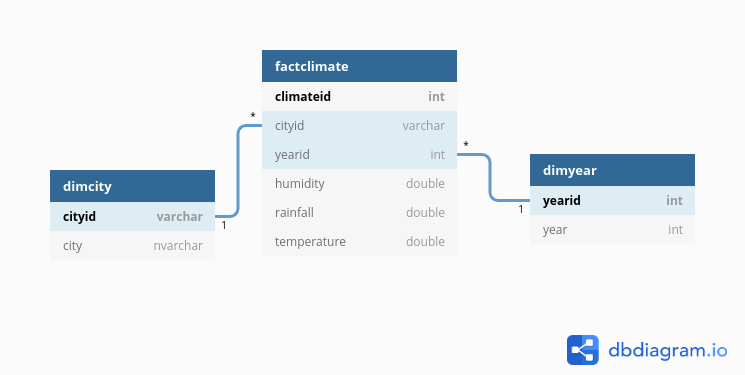 factclimate
climateid int
cityid varchar
yearid int
humidity double
rainfall double
temperature double
*
*
1
1
dimcity
cityid varchar
city nvarchar
dimyear
yearid int
year int
dbdiagram.io